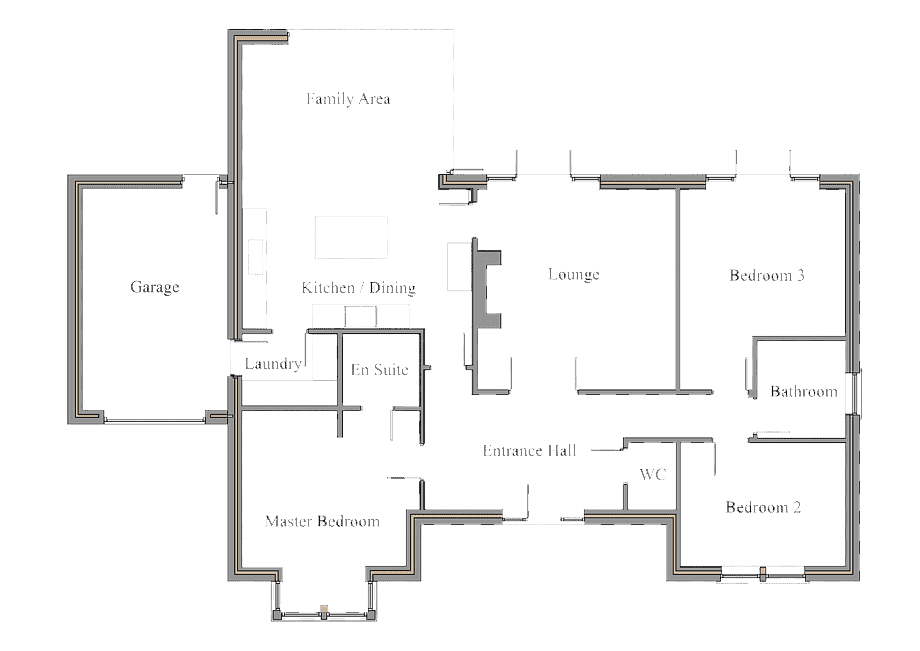 Family Area
Lounge
Bedroom 3
Garage
Kitchen / Dining
Laundry
En Suite
Bathroom
Entrance Hall
WC
Bedroom 2
Master Bedroom